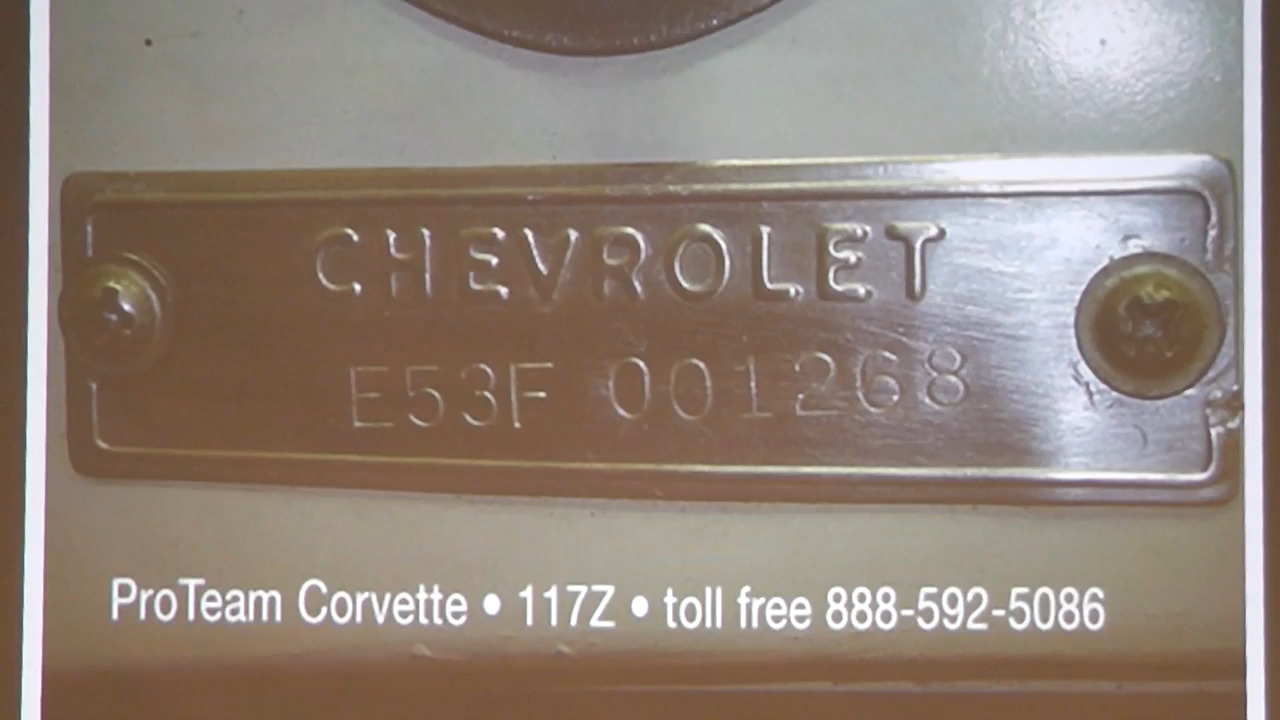 CHEVROLET
E53F 001268
ProTeam Corvette • 117Z • toll free 888-592-5086